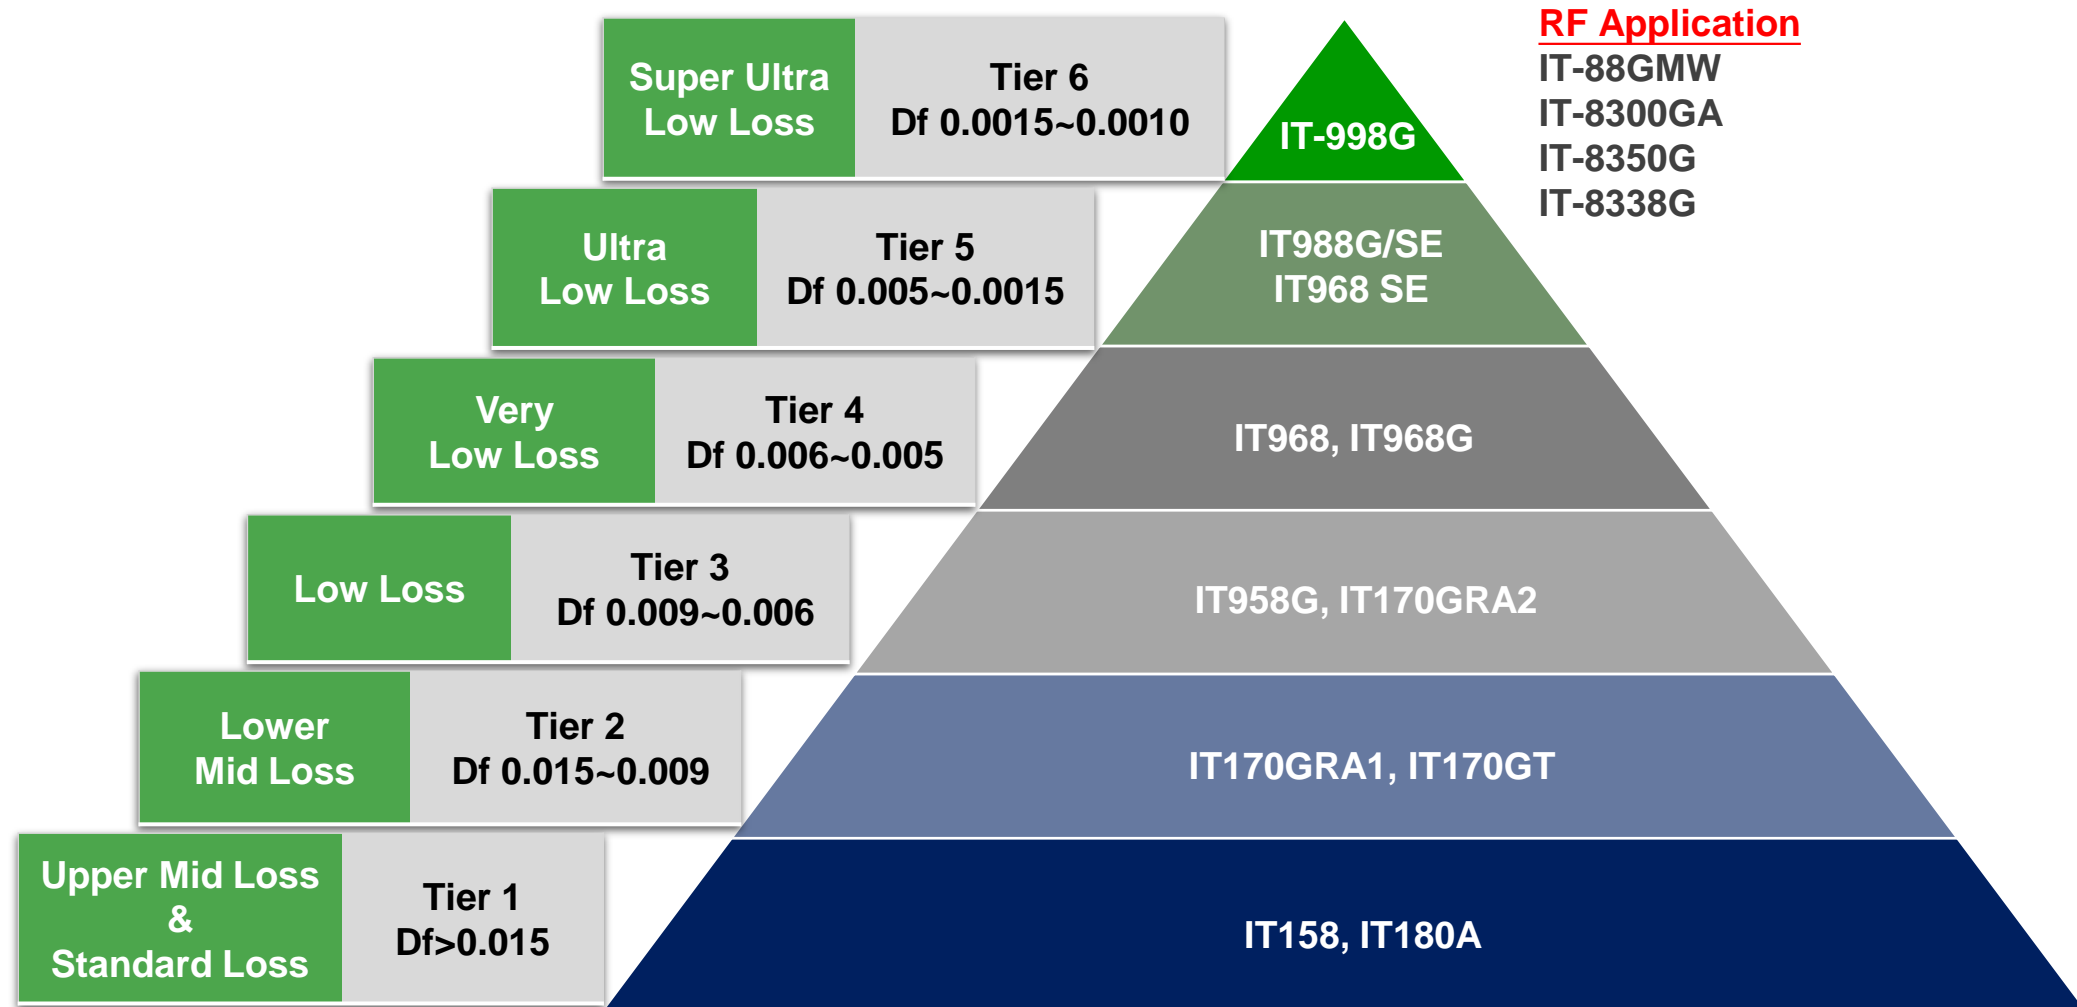 Super Ultra
Low Loss
Tier 6
Df 0.0015~0.0010
IT-998G
RF Application
IT-88GMW
IT-8300GA
IT-8350G
IT-8338G
Ultra
Low Loss
Tier 5
Df 0.005~0.0015
IT988G/SE
IT968 SE
Very
Low Loss
Tier 4
Df 0.006~0.005
IT968, IT968G
Low Loss
Tier 3
Df 0.009~0.006
IT958G, IT170GRA2
Lower
Mid Loss
Tier 2
Df 0.015~0.009
IT170GRA1, IT170GT
Upper Mid Loss
&
Standard Loss
Tier 1
Df>0.015
IT158, IT180A